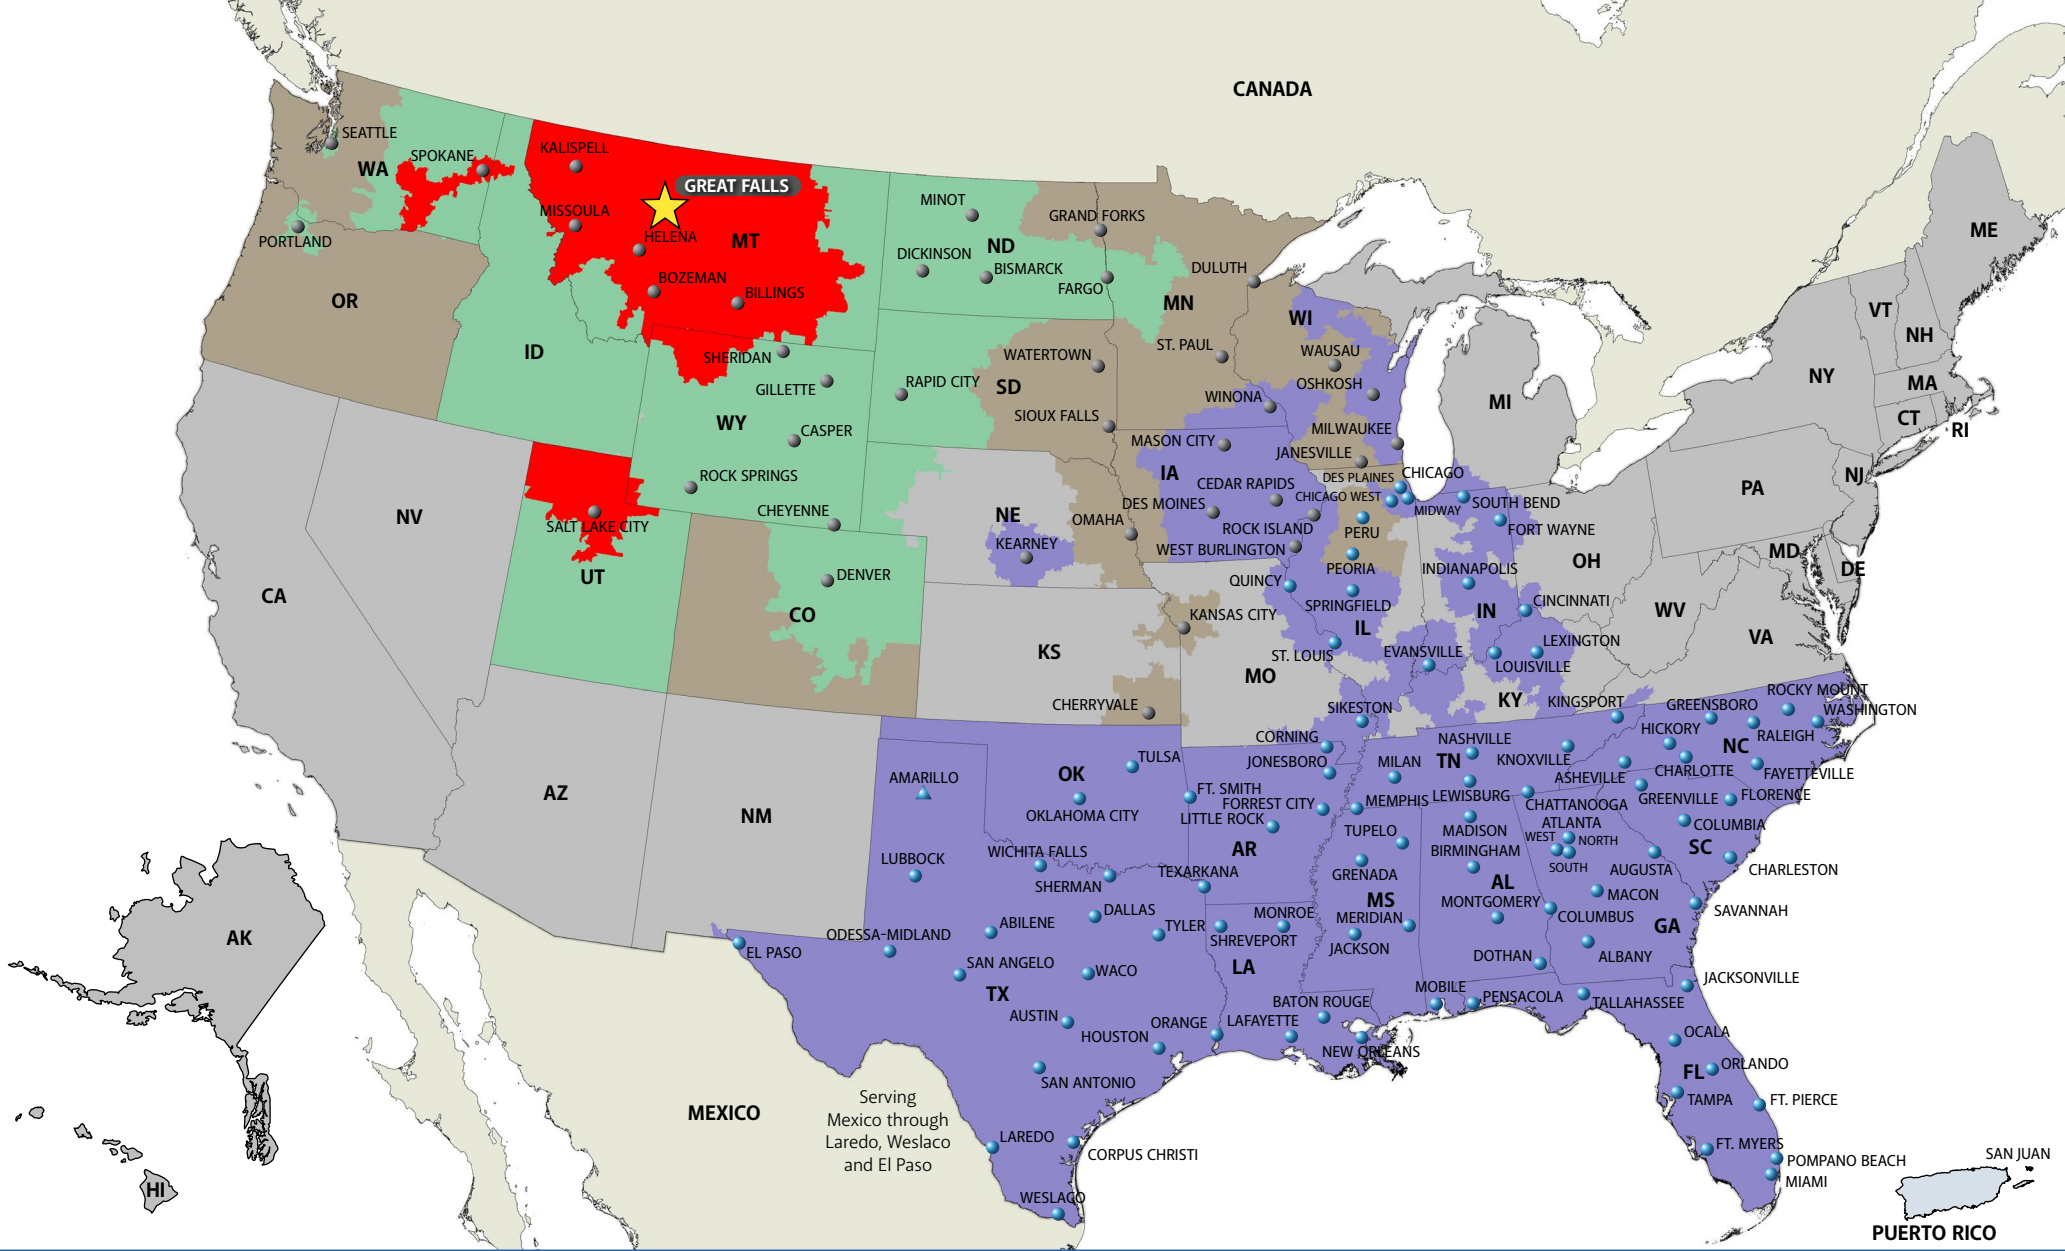 CANADA
SEATTLE
WA
SPOKANE
KALISPELL
GREAT FALLS
MISSOULA
HELENA
MT
BOZEMAN
BILLINGS
PORTLAND
OR
ID
MINOT
GRAND FORKS
ND
DICKINSON
BISMARCK
FARGO
DULUTH
MN
WI
ST. PAUL
WAUSAU
OSHKOSH
WINONA
MILWAUKEE
JANESVILLE
WATERTOWN
SD
RAPID CITY
SIOUX FALLS
SHERIDAN
GILLETTE
WY
CASPER
ROCK SPRINGS
CHEYENNE
SALT LAKE CITY
UT
NV
CA
DENVER
CO
NE
KEARNEY
OMAHA
MASON CITY
IA
CEDAR RAPIDS
DES MOINES
ROCK ISLAND
WEST BURLINGTON
DES PLAINES
CHICAGO
CHICAGO WEST
MIDWAY
SOUTH BEND
FORT WAYNE
PERU
PEORIA
QUINCY
SPRINGFIELD
IL
INDIANAPOLIS
IN
CINCINNATI
LEXINGTON
LOUISVILLE
EVANSVILLE
ST. LOUIS
KANSAS CITY
KS
MO
CHERRYVALE
SIKESTON
KY
KINGSPORT
MI
OH
WV
VA
PA
NY
VT
NH
ME
MA
CT
RI
NJ
MD
DE
ROCKY MOUNT
GREENSBORO
WASHINGTON
HICKORY
RALEIGH
NC
CHARLOTTE
FAYETTEVILLE
ASHEVILLE
GREENVILLE
FLORENCE
COLUMBIA
SC
CHARLESTON
AUGUSTA
SAVANNAH
CORNING
JONESBORO
NASHVILLE
TN
KNOXVILLE
MILAN
MEMPHIS
LEWISBURG
CHATTANOOGA
ATLANTA
WEST
NORTH
SOUTH
TUPELO
MADISON
BIRMINGHAM
GRENADA
AL
MS
MONTGOMERY
MACON
COLUMBUS
GA
MERIDIAN
JACKSON
DOTHAN
ALBANY
JACKSONVILLE
MOBILE
PENSACOLA
TALLAHASSEE
OCALA
ORLANDO
FL
TAMPA
FT. PIERCE
FT. MYERS
POMPANO BEACH
MIAMI
AZ
NM
AMARILLO
LUBBOCK
OK
TULSA
OKLAHOMA CITY
FT. SMITH
FORREST CITY
LITTLE ROCK
AR
WICHITA FALLS
SHERMAN
TEXARKANA
DALLAS
ABILENE
TYLER
MONROE
SHREVEPORT
LA
ODESSA-MIDLAND
EL PASO
SAN ANGELO
WACO
TX
AUSTIN
HOUSTON
ORANGE
BATON ROUGE
LAFAYETTE
NEW ORLEANS
SAN ANTONIO
LAREDO
CORPUS CHRISTI
WESLACO
MEXICO
Serving
Mexico through
Laredo, Weslaco
and El Paso
AK
HI
SAN JUAN
PUERTO RICO